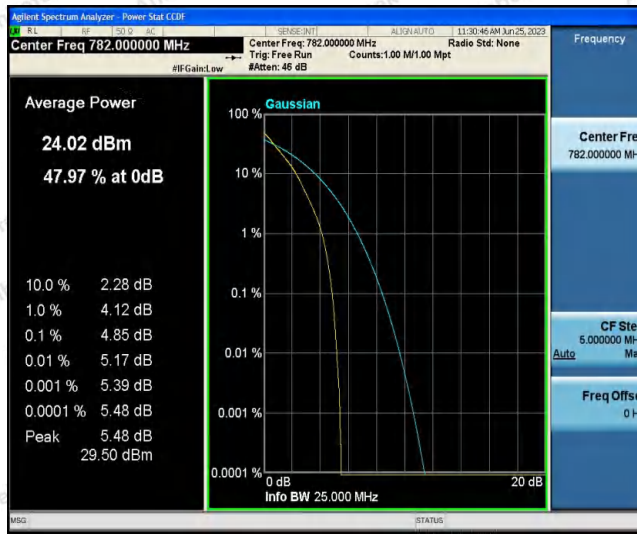 Agilent Spectrum Analyzer - Power Stat CCDF
RL RF 50 Ω AC SENSE:INT ALIGN AUTO 11:30:46 AM Jun 25, 2023
Center Freq 782.000000 MHz
Center Freq: 782.000000 MHz Radio Std: None
Trig: Free Run Counts:1.00 M/1.00 Mpt
#IFGain:Low #Atten: 46 dB
Frequency
Average Power
24.02 dBm
47.97 % at 0dB
10.0 % 2.28 dB
1.0 % 4.12 dB
0.1 % 4.85 dB
0.01 % 5.17 dB
0.001 % 5.39 dB
0.0001 % 5.48 dB
Peak 5.48 dB
29.50 dBm
Gaussian
100 %
10 %
1 %
0.1 %
0.01 %
0.001 %
0.0001 %
0 dB 20 dB
Info BW 25.000 MHz
Center Fre
782.000000 MH
CF Ste
5.000000 MH
Auto Ma
Freq Offse
0 H
MSG STATUS